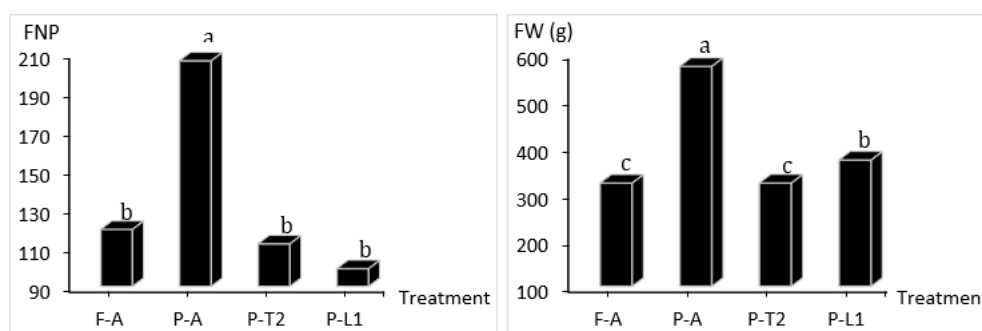 FNP
a
210
190
170
150
b
130
b
b
110
90
Treatment
F-A P-A P-T2 P-L1
FW (g)
a
600
500
b
400
c
c
300
200
100
Treatment
F-A P-A P-T2 P-L1